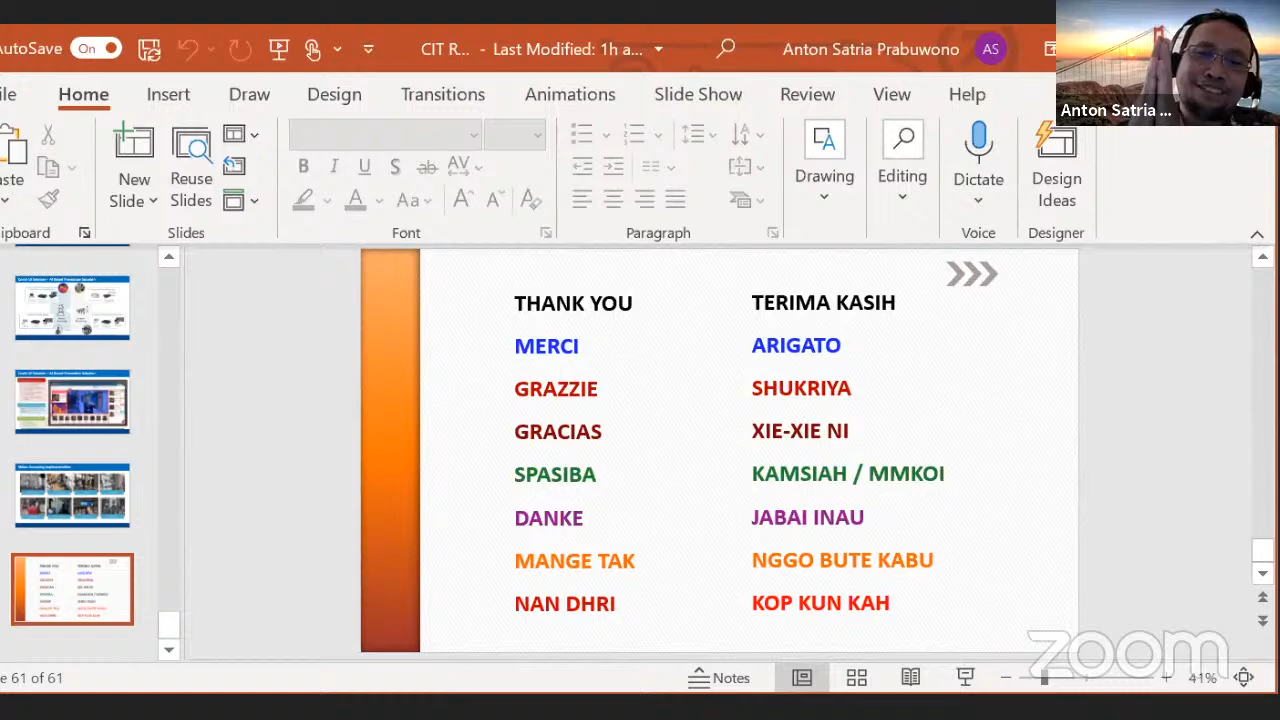 AutoSave On
CIT R... - Last Modified: 1h a...
Anton Satria Prabuwono AS
Anton Satria ...
Home Insert Draw Design Transitions Animations Slide Show Review View Help
New Slide
Reuse Slides
B I U S ab AV
Aa A A
Drawing
Editing
Dictate
Design Ideas
Slides Font Paragraph Voice Designer
THANK YOU
MERCI
GRAZZIE
GRACIAS
SPASIBA
DANKE
MANGE TAK
NAN DHRI
TERIMA KASIH
ARIGATO
SHUKRIYA
XIE-XIE NI
KAMSIAH / MMKOI
JABAI INAU
NGGO BUTE KABU
KOP KUN KAH
zoom
61 of 61
Notes
41%